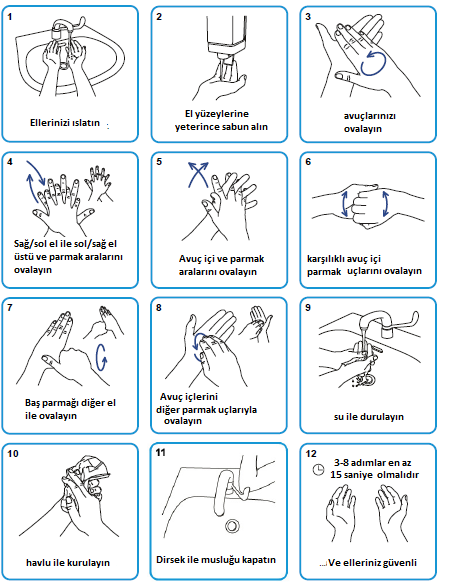 1
Ellerinizi ıslatın :
2
El yüzeylerine
yeterince sabun alın
3
avuçlarınızı
ovalayın
4
Sağ/sol el ile sol/sağ el
üstü ve parmak aralarını
ovalayın
5
Avuç içi ve parmak
aralarını ovalayın
6
karşılıklı avuç içi
parmak uçlarını ovalayın
7
Baş parmağı diğer el
ile ovalayın
8
Avuç içlerini
diğer parmak uçlarıyla
ovalayın
9
su ile durulayın
10
havlu ile kurulayın
11
Dirsek ile musluğu kapatın
12
3-8 adımlar en az
15 saniye olmalıdır
...Ve elleriniz güvenli